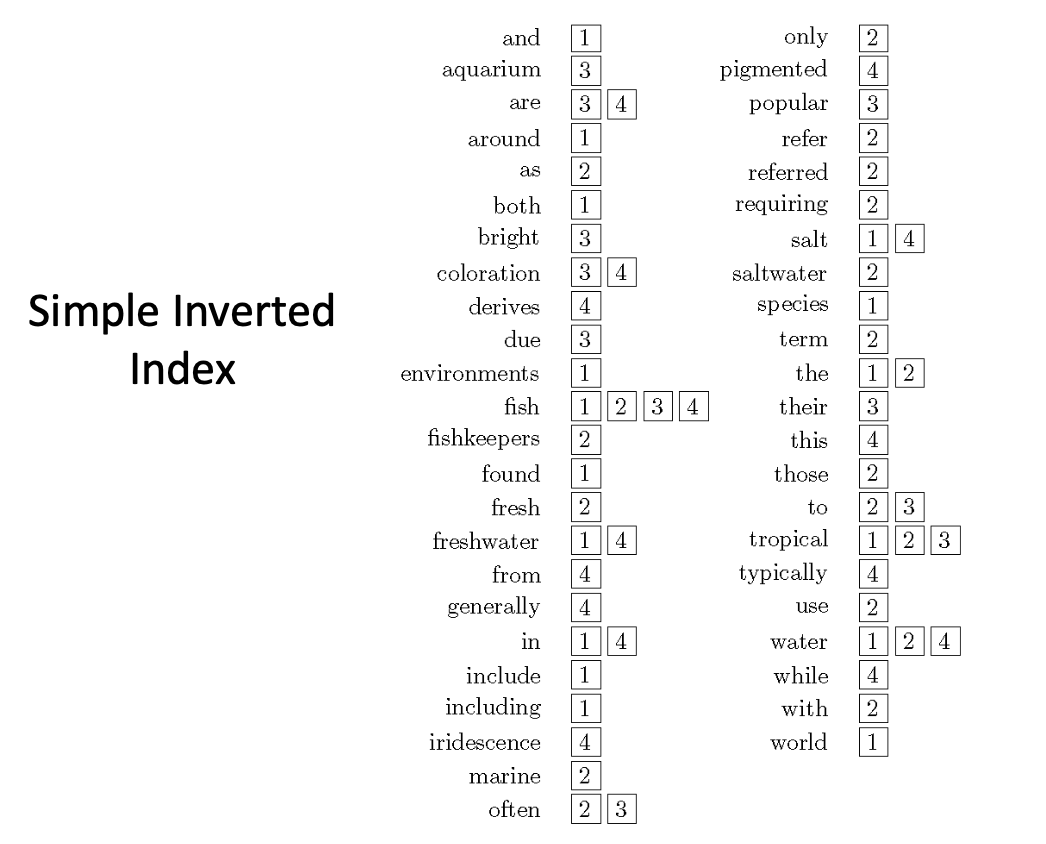 Simple Inverted
Index
and 1
aquarium 3
are 3 4
around 1
as 2
both 1
bright 3
coloration 3 4
derives 4
due 3
environments 1
fish 1 2 3 4
fishkeepers 2
found 1
fresh 2
freshwater 1 4
from 4
generally 4
in 1 4
include 1
including 1
iridescence 4
marine 2
often 2 3
only 2
pigmented 4
popular 3
refer 2
referred 2
requiring 2
salt 1 4
saltwater 2
species 1
term 2
the 1 2
their 3
this 4
those 2
to 2 3
tropical 1 2 3
typically 4
use 2
water 1 2 4
while 4
with 2
world 1